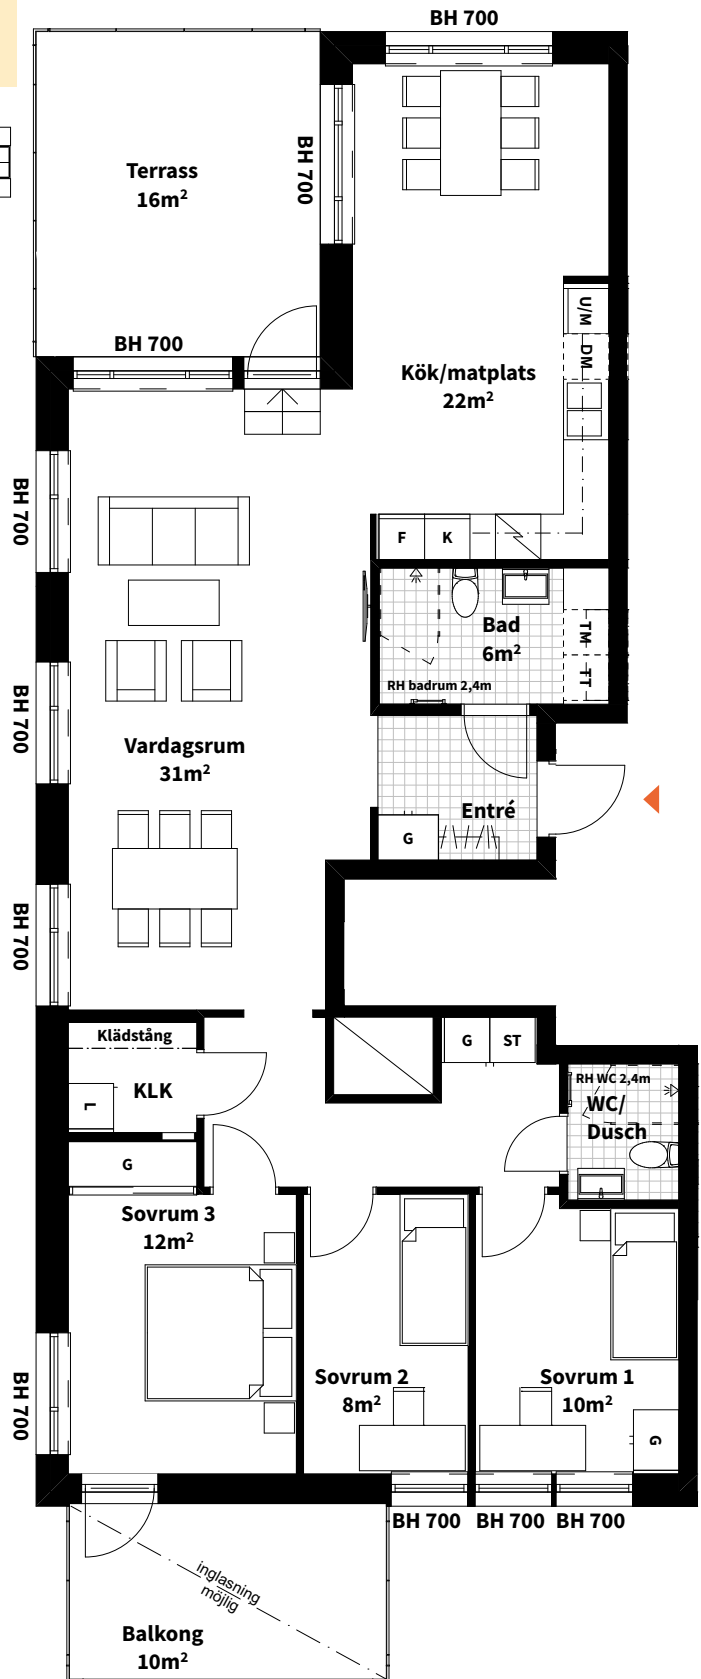 BH 700
Terrass
16m²
BH 700
BH 700
U/M
DM
Kök/matplats
22m²
BH 700
F
K
Bad
6m²
TM
TT
RH badrum 2,4m
BH 700
Vardagsrum
31m²
Entré
G
BH 700
Klädstång
KLK
L
G
ST
RH WC 2,4m
WC/
Dusch
G
Sovrum 3
12m²
BH 700
Sovrum 2
8m²
Sovrum 1
10m²
G
BH 700
BH 700
BH 700
inglasning
möjlig
Balkong
10m²